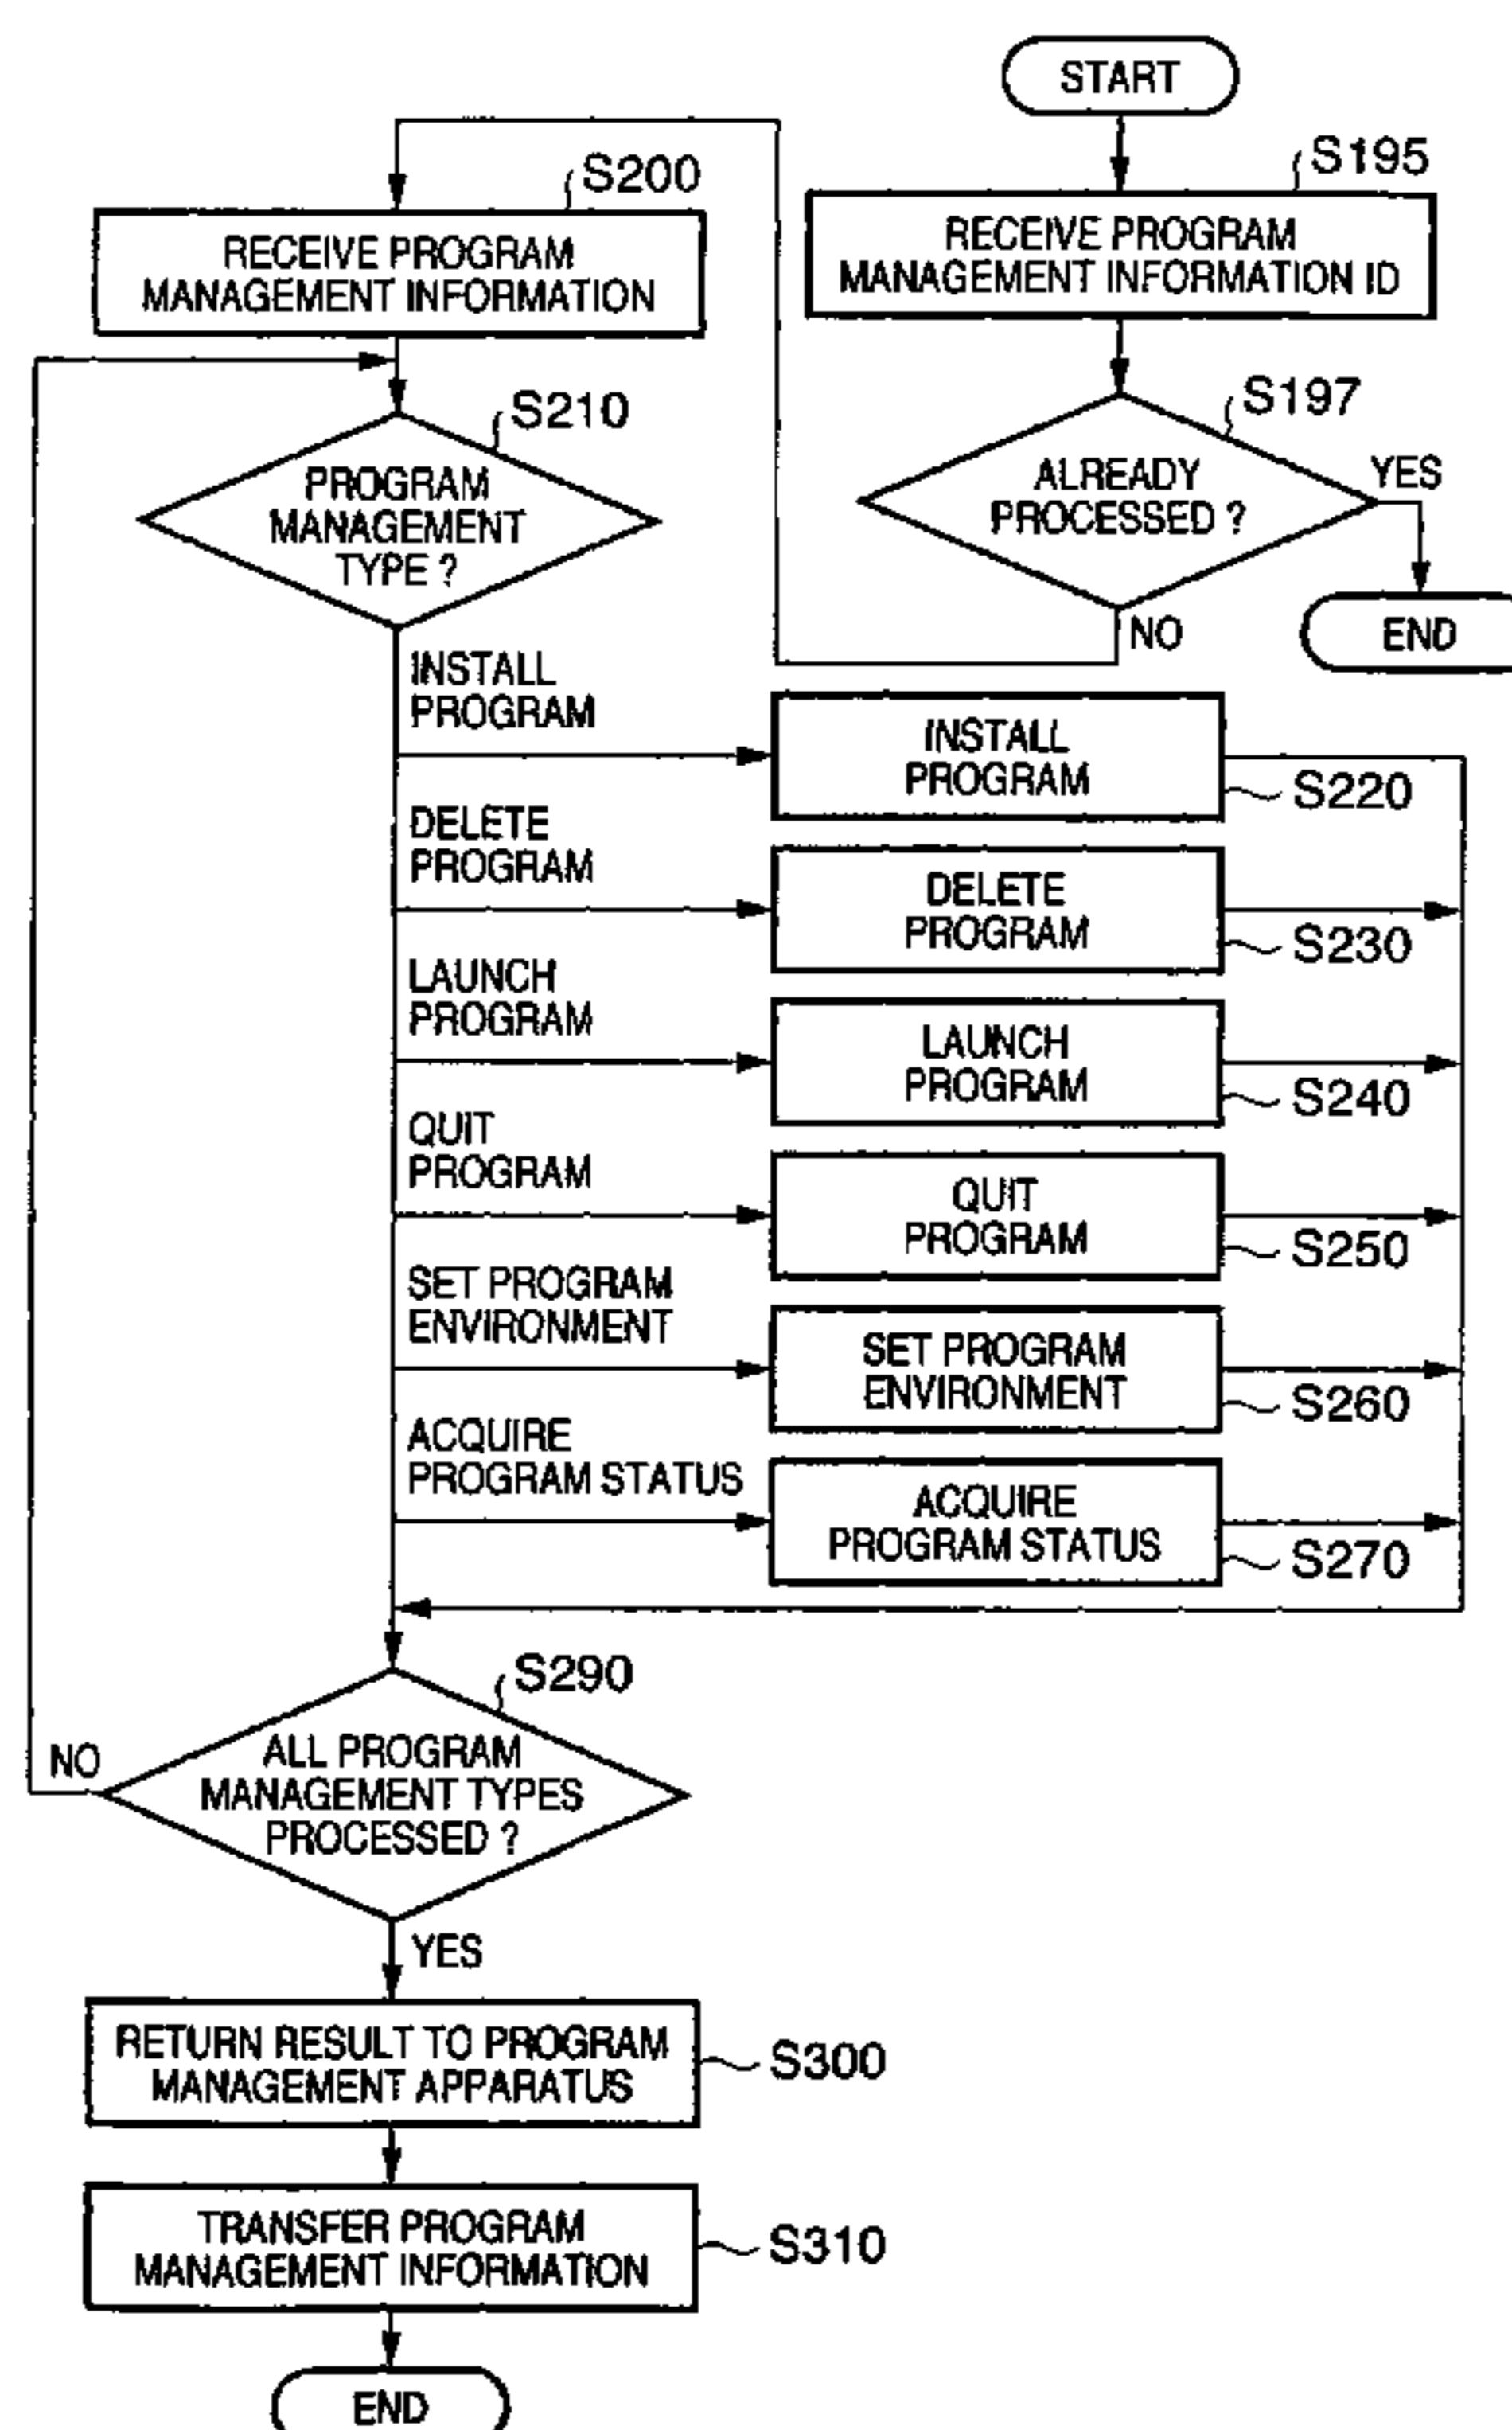 START
S195
RECEIVE PROGRAM
MANAGEMENT INFORMATION ID
S197
ALREADY
PROCESSED ?
YES
END
NO
S200
RECEIVE PROGRAM
MANAGEMENT INFORMATION
S210
PROGRAM
MANAGEMENT
TYPE ?
INSTALL
PROGRAM
INSTALL
PROGRAM
S220
DELETE
PROGRAM
DELETE
PROGRAM
S230
LAUNCH
PROGRAM
LAUNCH
PROGRAM
S240
QUIT
PROGRAM
QUIT
PROGRAM
S250
SET PROGRAM
ENVIRONMENT
SET PROGRAM
ENVIRONMENT
S260
ACQUIRE
PROGRAM STATUS
ACQUIRE
PROGRAM STATUS
S270
S290
ALL PROGRAM
MANAGEMENT TYPES
PROCESSED ?
NO
YES
RETURN RESULT TO PROGRAM
MANAGEMENT APPARATUS
S300
TRANSFER PROGRAM
MANAGEMENT INFORMATION
S310
END